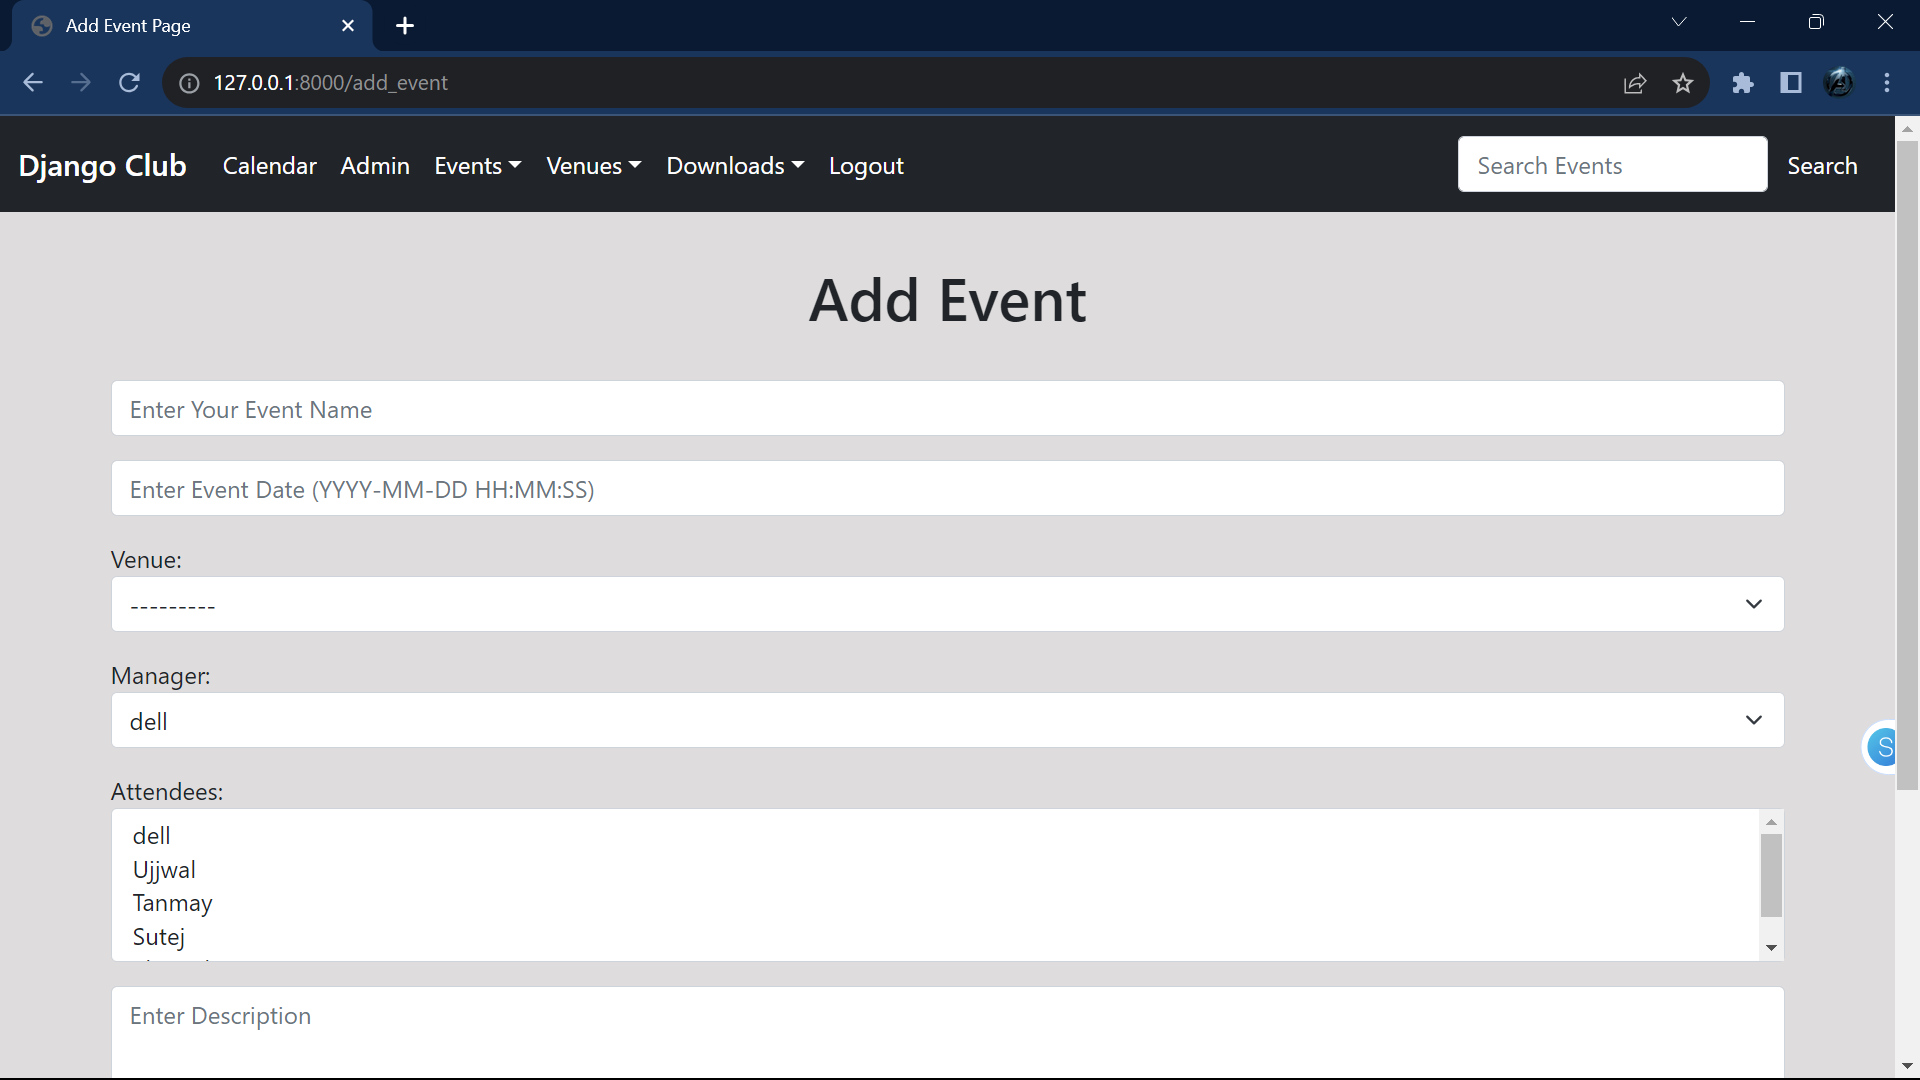 Add Event Page
127.0.0.1:8000/add_event
Django Club Calendar Admin Events Venues Downloads Logout Search Events Search
Add Event
Enter Your Event Name
Enter Event Date (YYYY-MM-DD HH:MM:SS)
Venue:
---------
Manager:
dell
Attendees:
dell
Ujjwal
Tanmay
Sutej
S
Enter Description